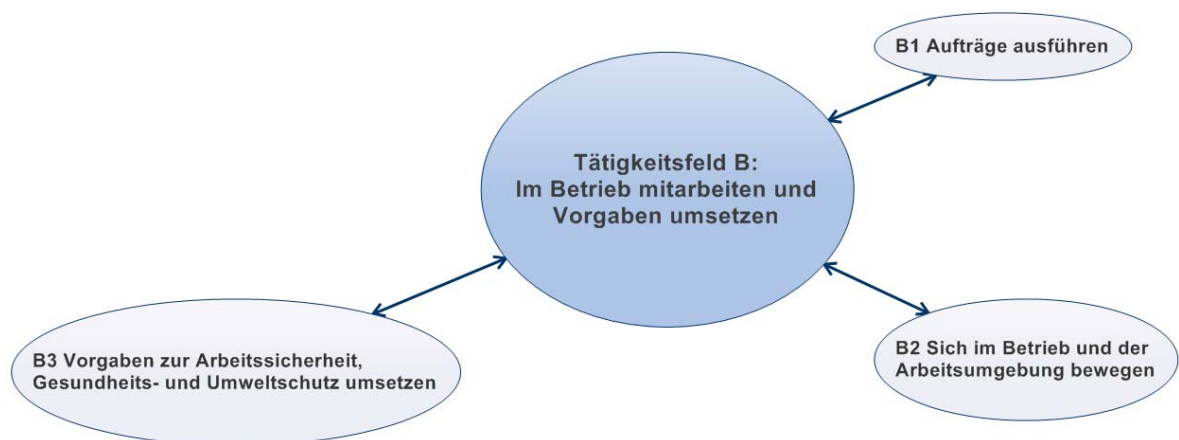 B1 Aufträge ausführen
Tätigkeitsfeld B:
Im Betrieb mitarbeiten und
Vorgaben umsetzen
B3 Vorgaben zur Arbeitssicherheit,
Gesundheits- und Umweltschutz umsetzen
B2 Sich im Betrieb und der
Arbeitsumgebung bewegen